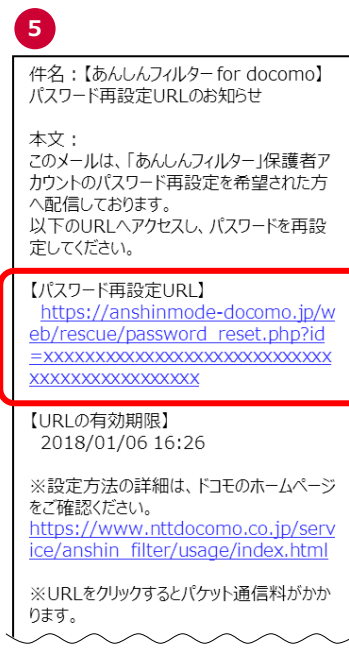 5
件名：【あんしんフィルター for docomo】
パスワード再設定URLのお知らせ
本文：
このメールは、「あんしんフィルター」保護者ア
カウントのパスワード再設定を希望された方
へ配信しております。
以下のURLへアクセスし、パスワードを再設
定してください。
【パスワード再設定URL】
https://anshinmode-docomo.jp/w
eb/rescue/password_reset.php?id
=xxxxxxxxxxxxxxxxxxxxxxxxxxxx
xxxxxxxxxxxxxxxxx
【URLの有効期限】
2018/01/06 16:26
※設定方法の詳細は、ドコモのホームページ
をご確認ください。
https://www.nttdocomo.co.jp/serv
ice/anshin_filter/usage/index.html
※URLをクリックするとパケット通信料がかか
ります。